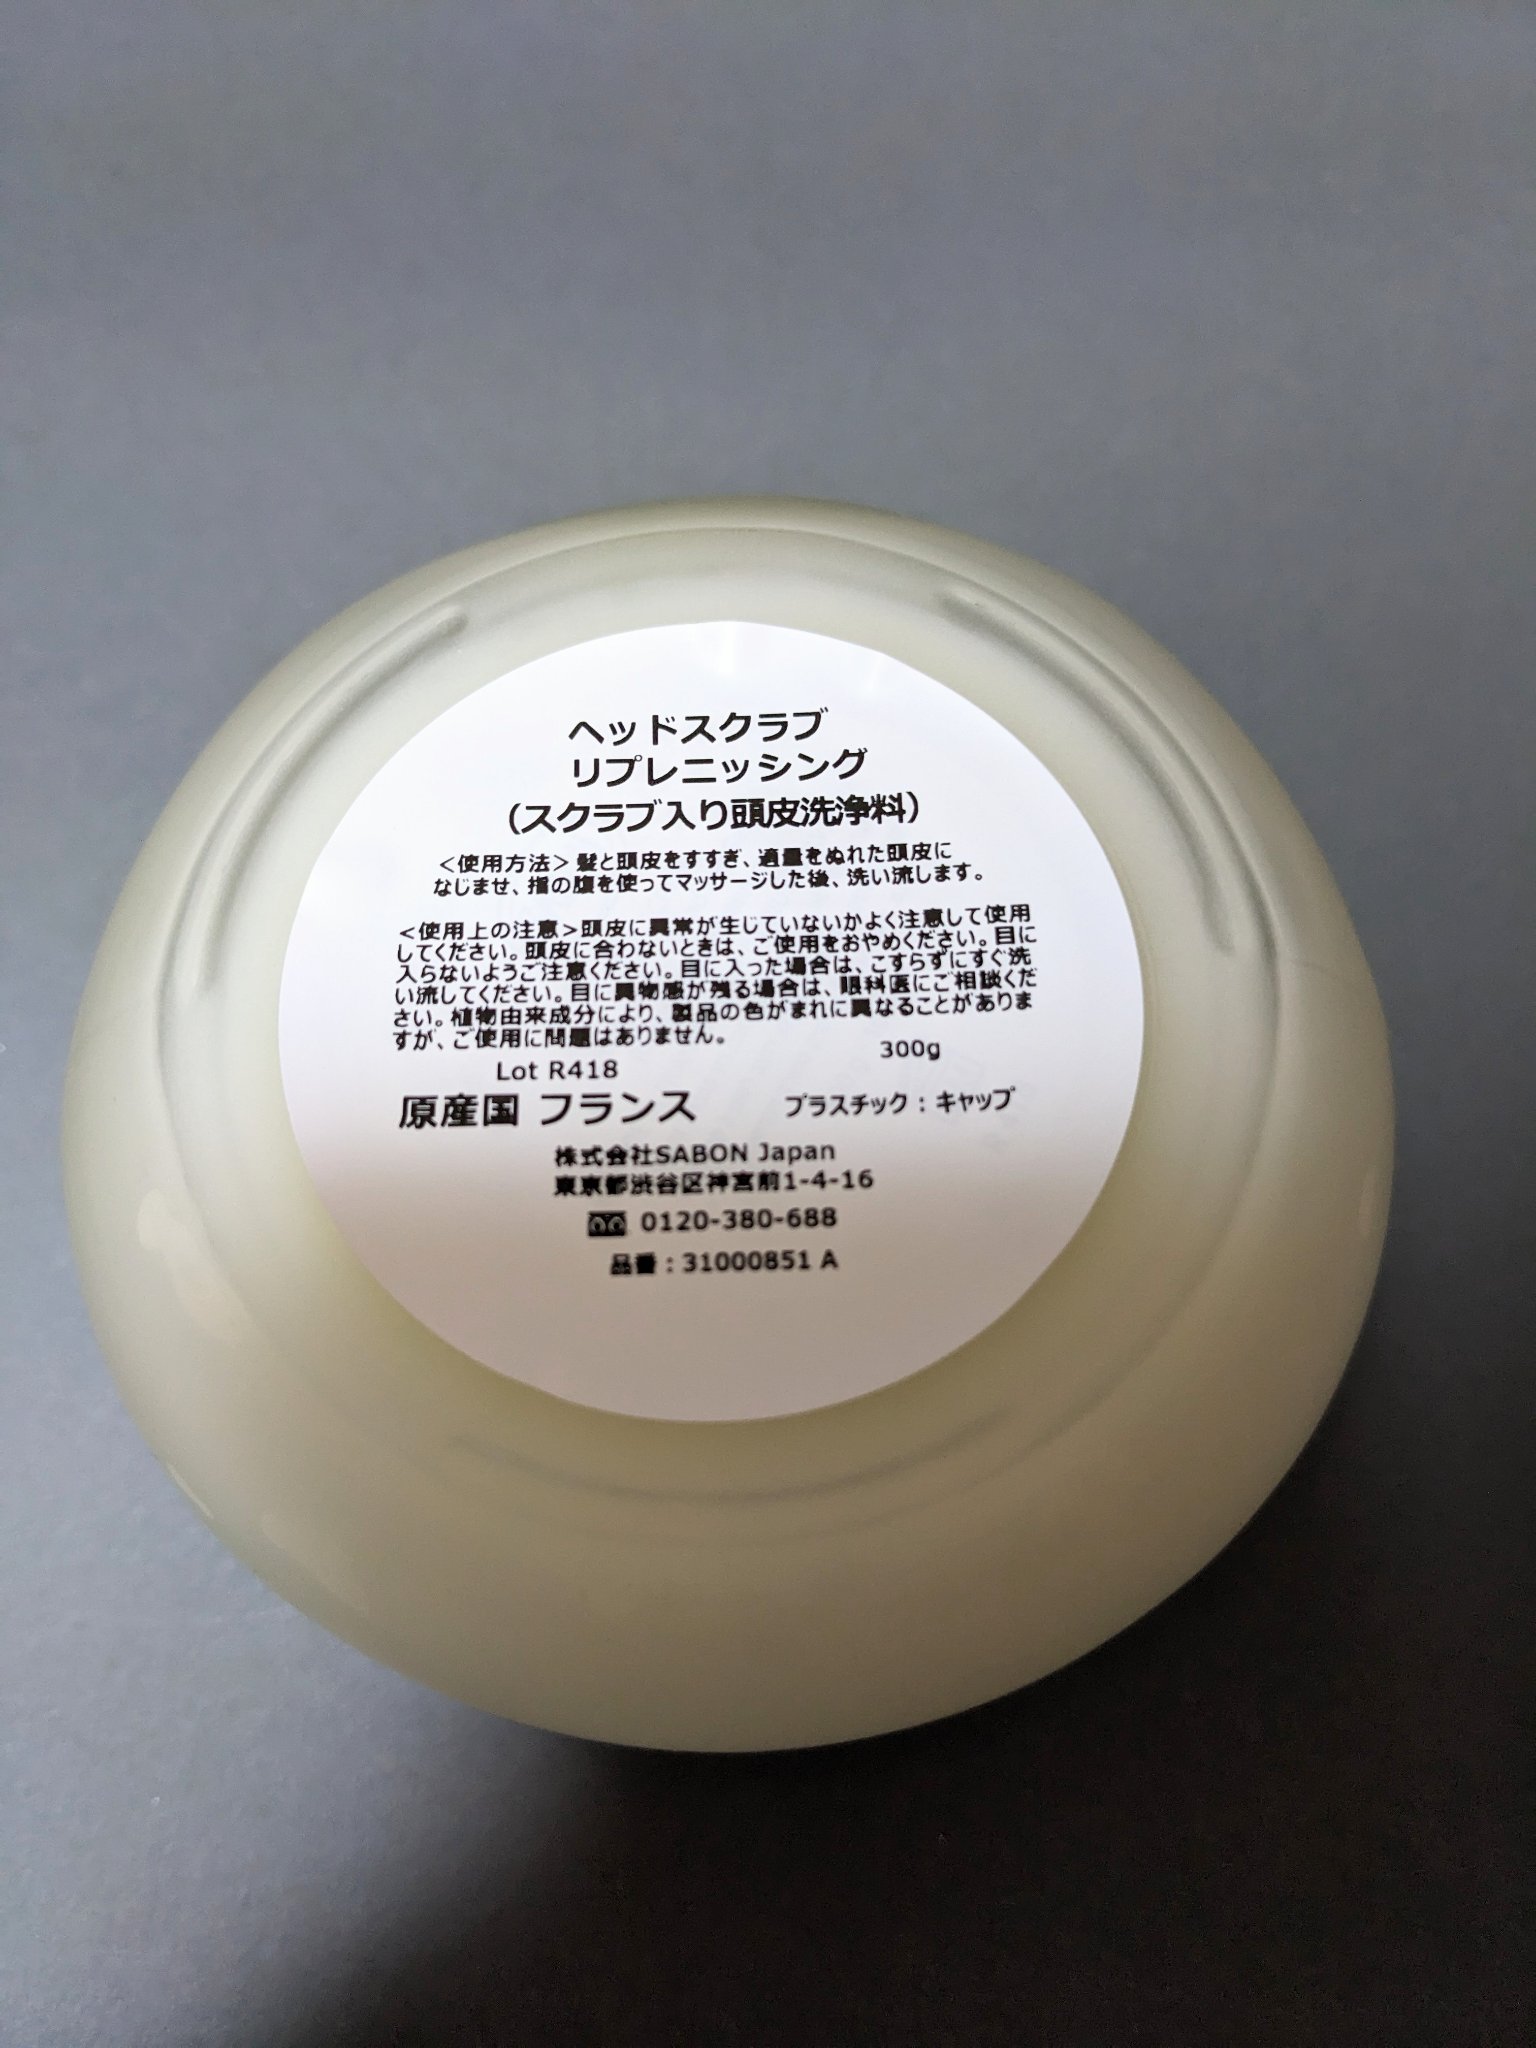 ヘッドスクラブ
リプレニッシング
（スクラブ入り頭皮洗浄料）
＜使用方法＞髪と頭皮をすすぎ、適量をぬれた頭皮に
なじませ、指の腹を使ってマッサージした後、洗い流します。
＜使用上の注意＞頭皮に異常が生じていないかよく注意して使用
してください。頭皮に合わないときは、ご使用をおやめください。目に
入らないようご注意ください。目に入った場合は、こすらずにすぐ洗
い流してください。目に異物感が残る場合は、眼科医にご相談くだ
さい。植物由来成分により、製品の色がまれに異なることがありま
すが、ご使用に問題はありません。
300g
Lot R418
原産国 フランス
プラスチック：キャップ
株式会社SABON Japan
東京都渋谷区神宮前1-4-16
0120-380-688
品番：31000851 A